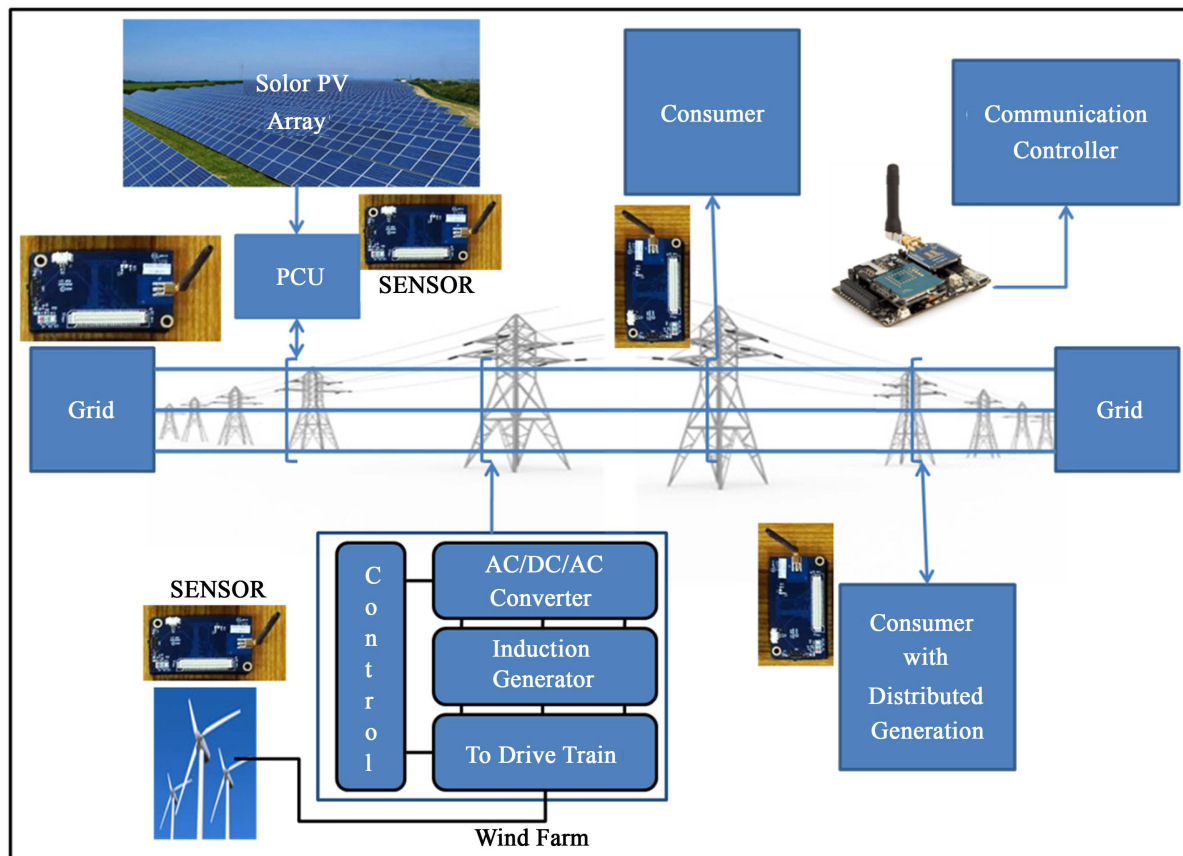 Solor PV
Array
Consumer
Communication
Controller
PCU
SENSOR
Grid
Grid
SENSOR
C
o
n
t
r
o
l
AC/DC/AC
Converter
Induction
Generator
To Drive Train
Wind Farm
Consumer
with
Distributed
Generation